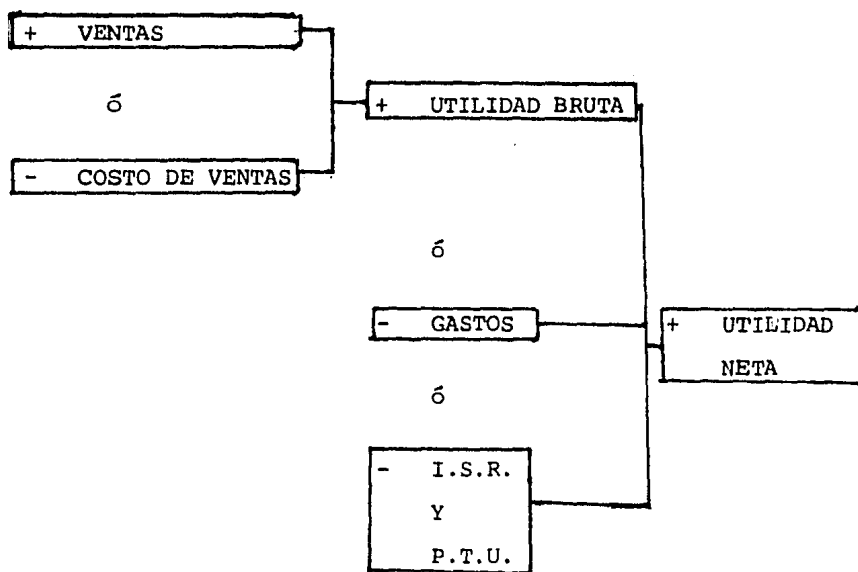 + VENTAS
ó
- COSTO DE VENTAS
+ UTILIDAD BRUTA
ó
- GASTOS
ó
- I.S.R.
Y
P.T.U.
+ UTILIDAD
NETA